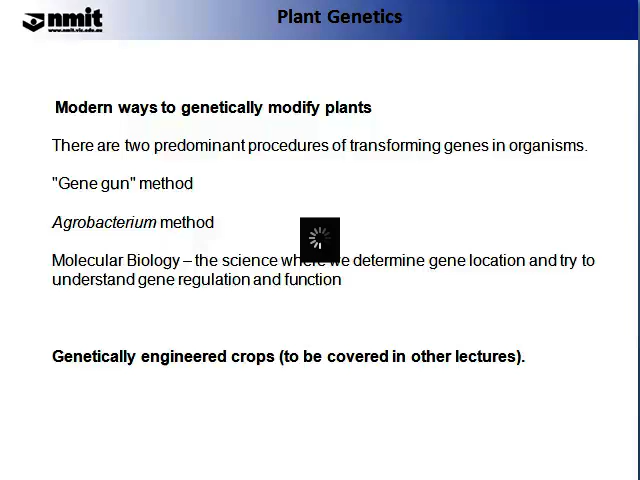 nmit
www.nmit.vic.edu.au
Plant Genetics
Modern ways to genetically modify plants
There are two predominant procedures of transforming genes in organisms.
"Gene gun" method
Agrobacterium method
Molecular Biology – the science where we determine gene location and try to
understand gene regulation and function
Genetically engineered crops (to be covered in other lectures).